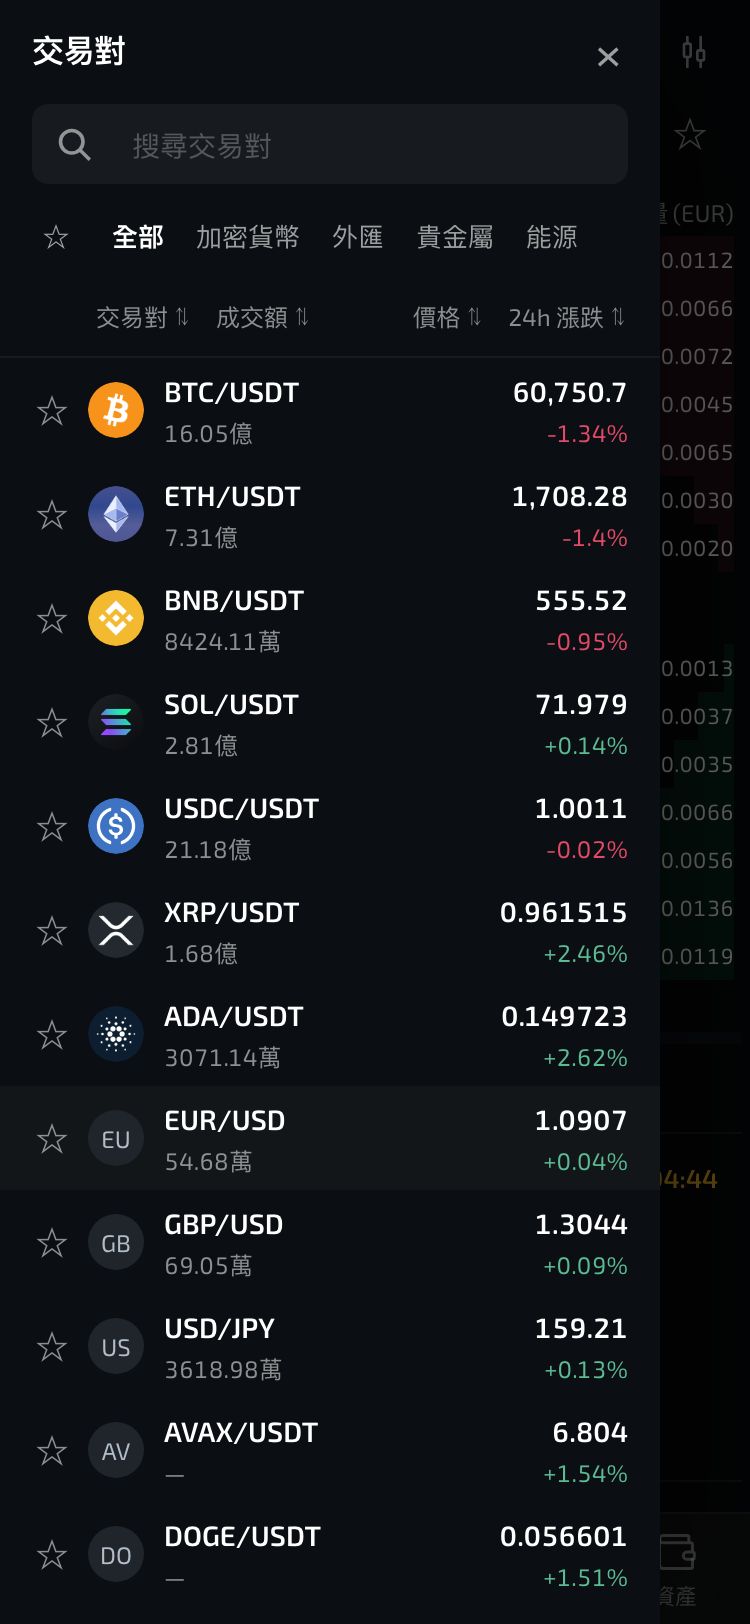 交易對
搜尋交易對
全部 加密貨幣 外匯 貴金屬 能源
交易對 成交額 價格 24h 漲跌
BTC/USDT 60,750.7
16.05億 -1.34%
ETH/USDT 1,708.28
7.31億 -1.4%
BNB/USDT 555.52
8424.11萬 -0.95%
SOL/USDT 71.979
2.81億 +0.14%
USDC/USDT 1.0011
21.18億 -0.02%
XRP/USDT 0.961515
1.68億 +2.46%
ADA/USDT 0.149723
3071.14萬 +2.62%
EU EUR/USD 1.0907
54.68萬 +0.04%
GB GBP/USD 1.3044
69.05萬 +0.09%
US USD/JPY 159.21
3618.98萬 +0.13%
AV AVAX/USDT 6.804
— +1.54%
DO DOGE/USDT 0.056601
— +1.51%
(EUR)
0.0112
0.0066
0.0072
0.0045
0.0065
0.0030
0.0020
0.0013
0.0037
0.0035
0.0066
0.0056
0.0136
0.0119
04:44
資產